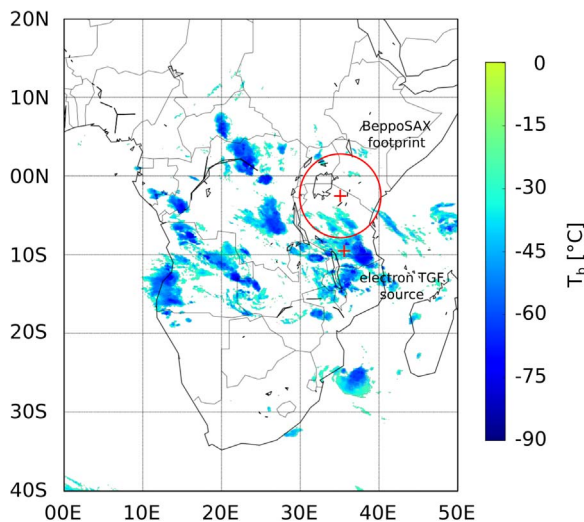 20N
10N
00N
10S
20S
30S
40S
00E 10E 20E 30E 40E 50E
BeppoSAX
footprint
electron TGF
source
0
-15
-30
-45
-60
-75
-90
T_b [°C]